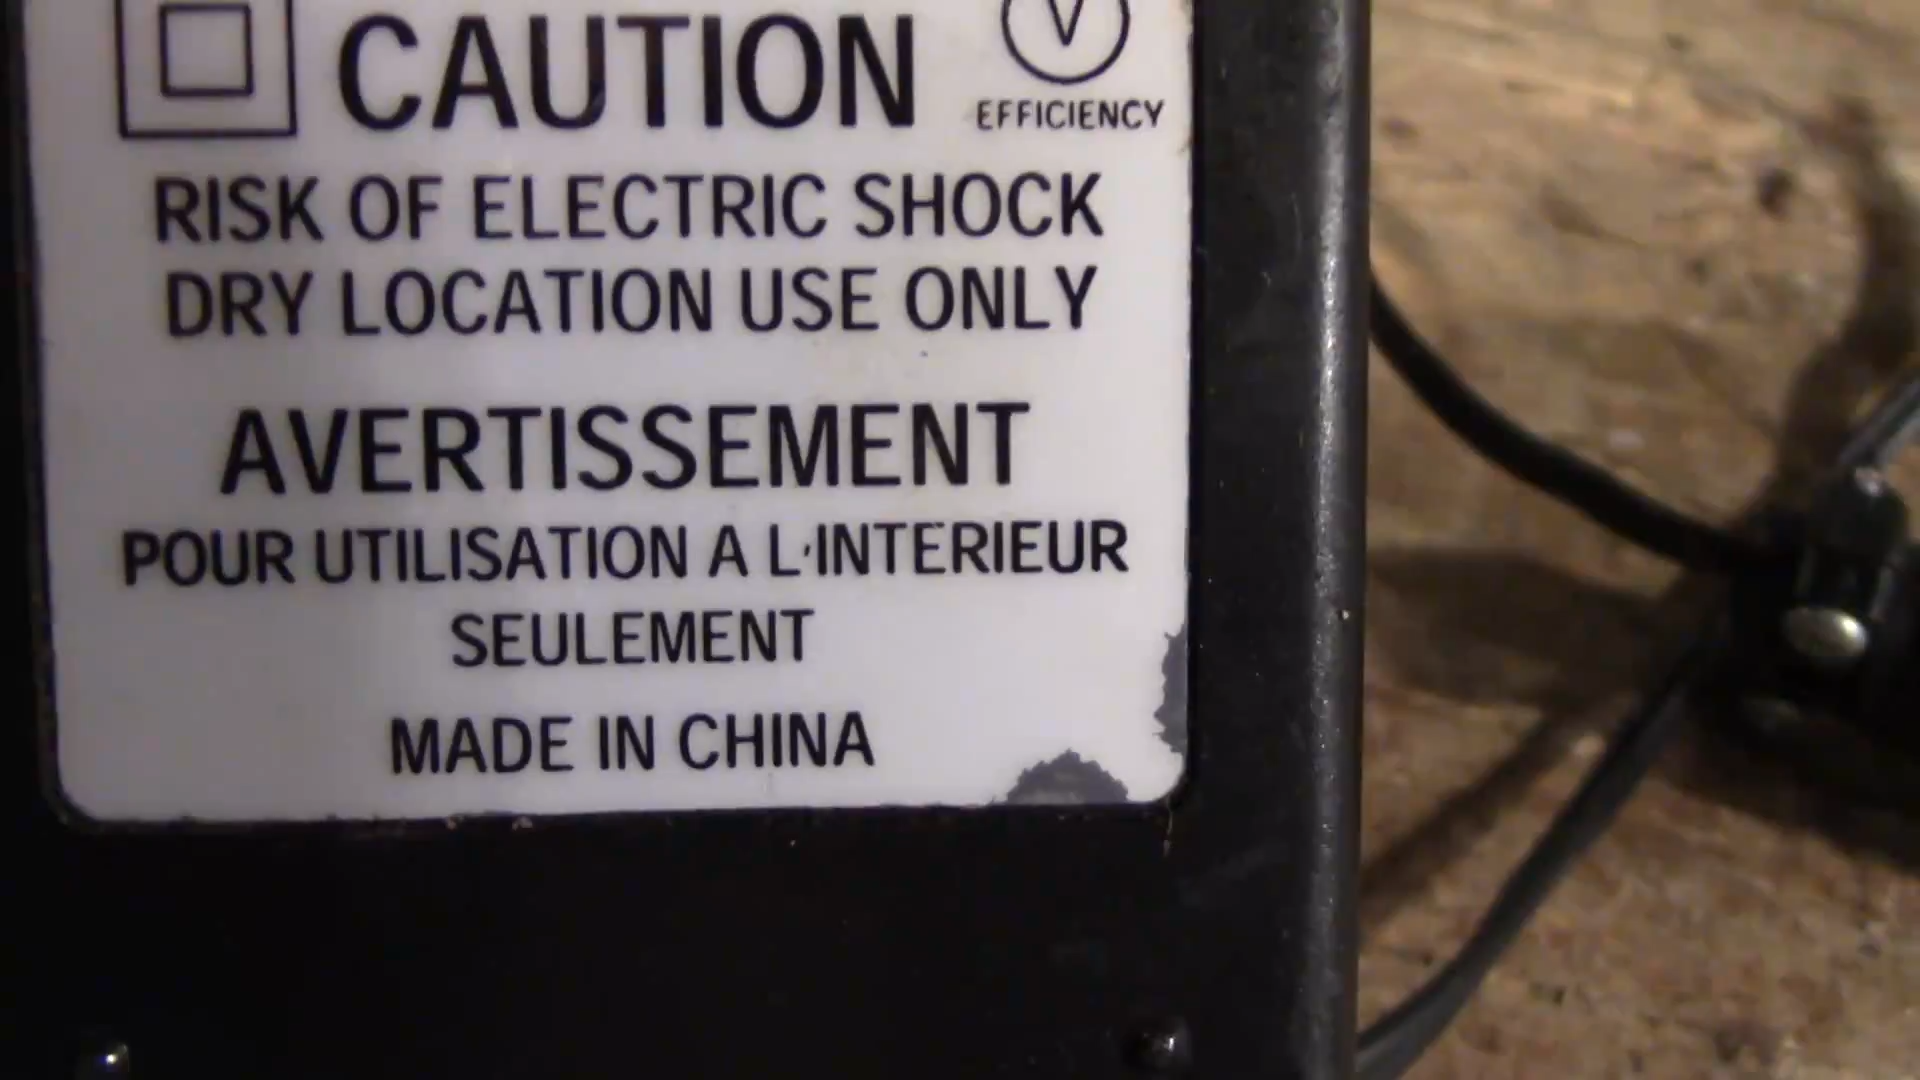 V
CAUTION
EFFICIENCY
RISK OF ELECTRIC SHOCK
DRY LOCATION USE ONLY
AVERTISSEMENT
POUR UTILISATION A L'INTERIEUR
SEULEMENT
MADE IN CHINA